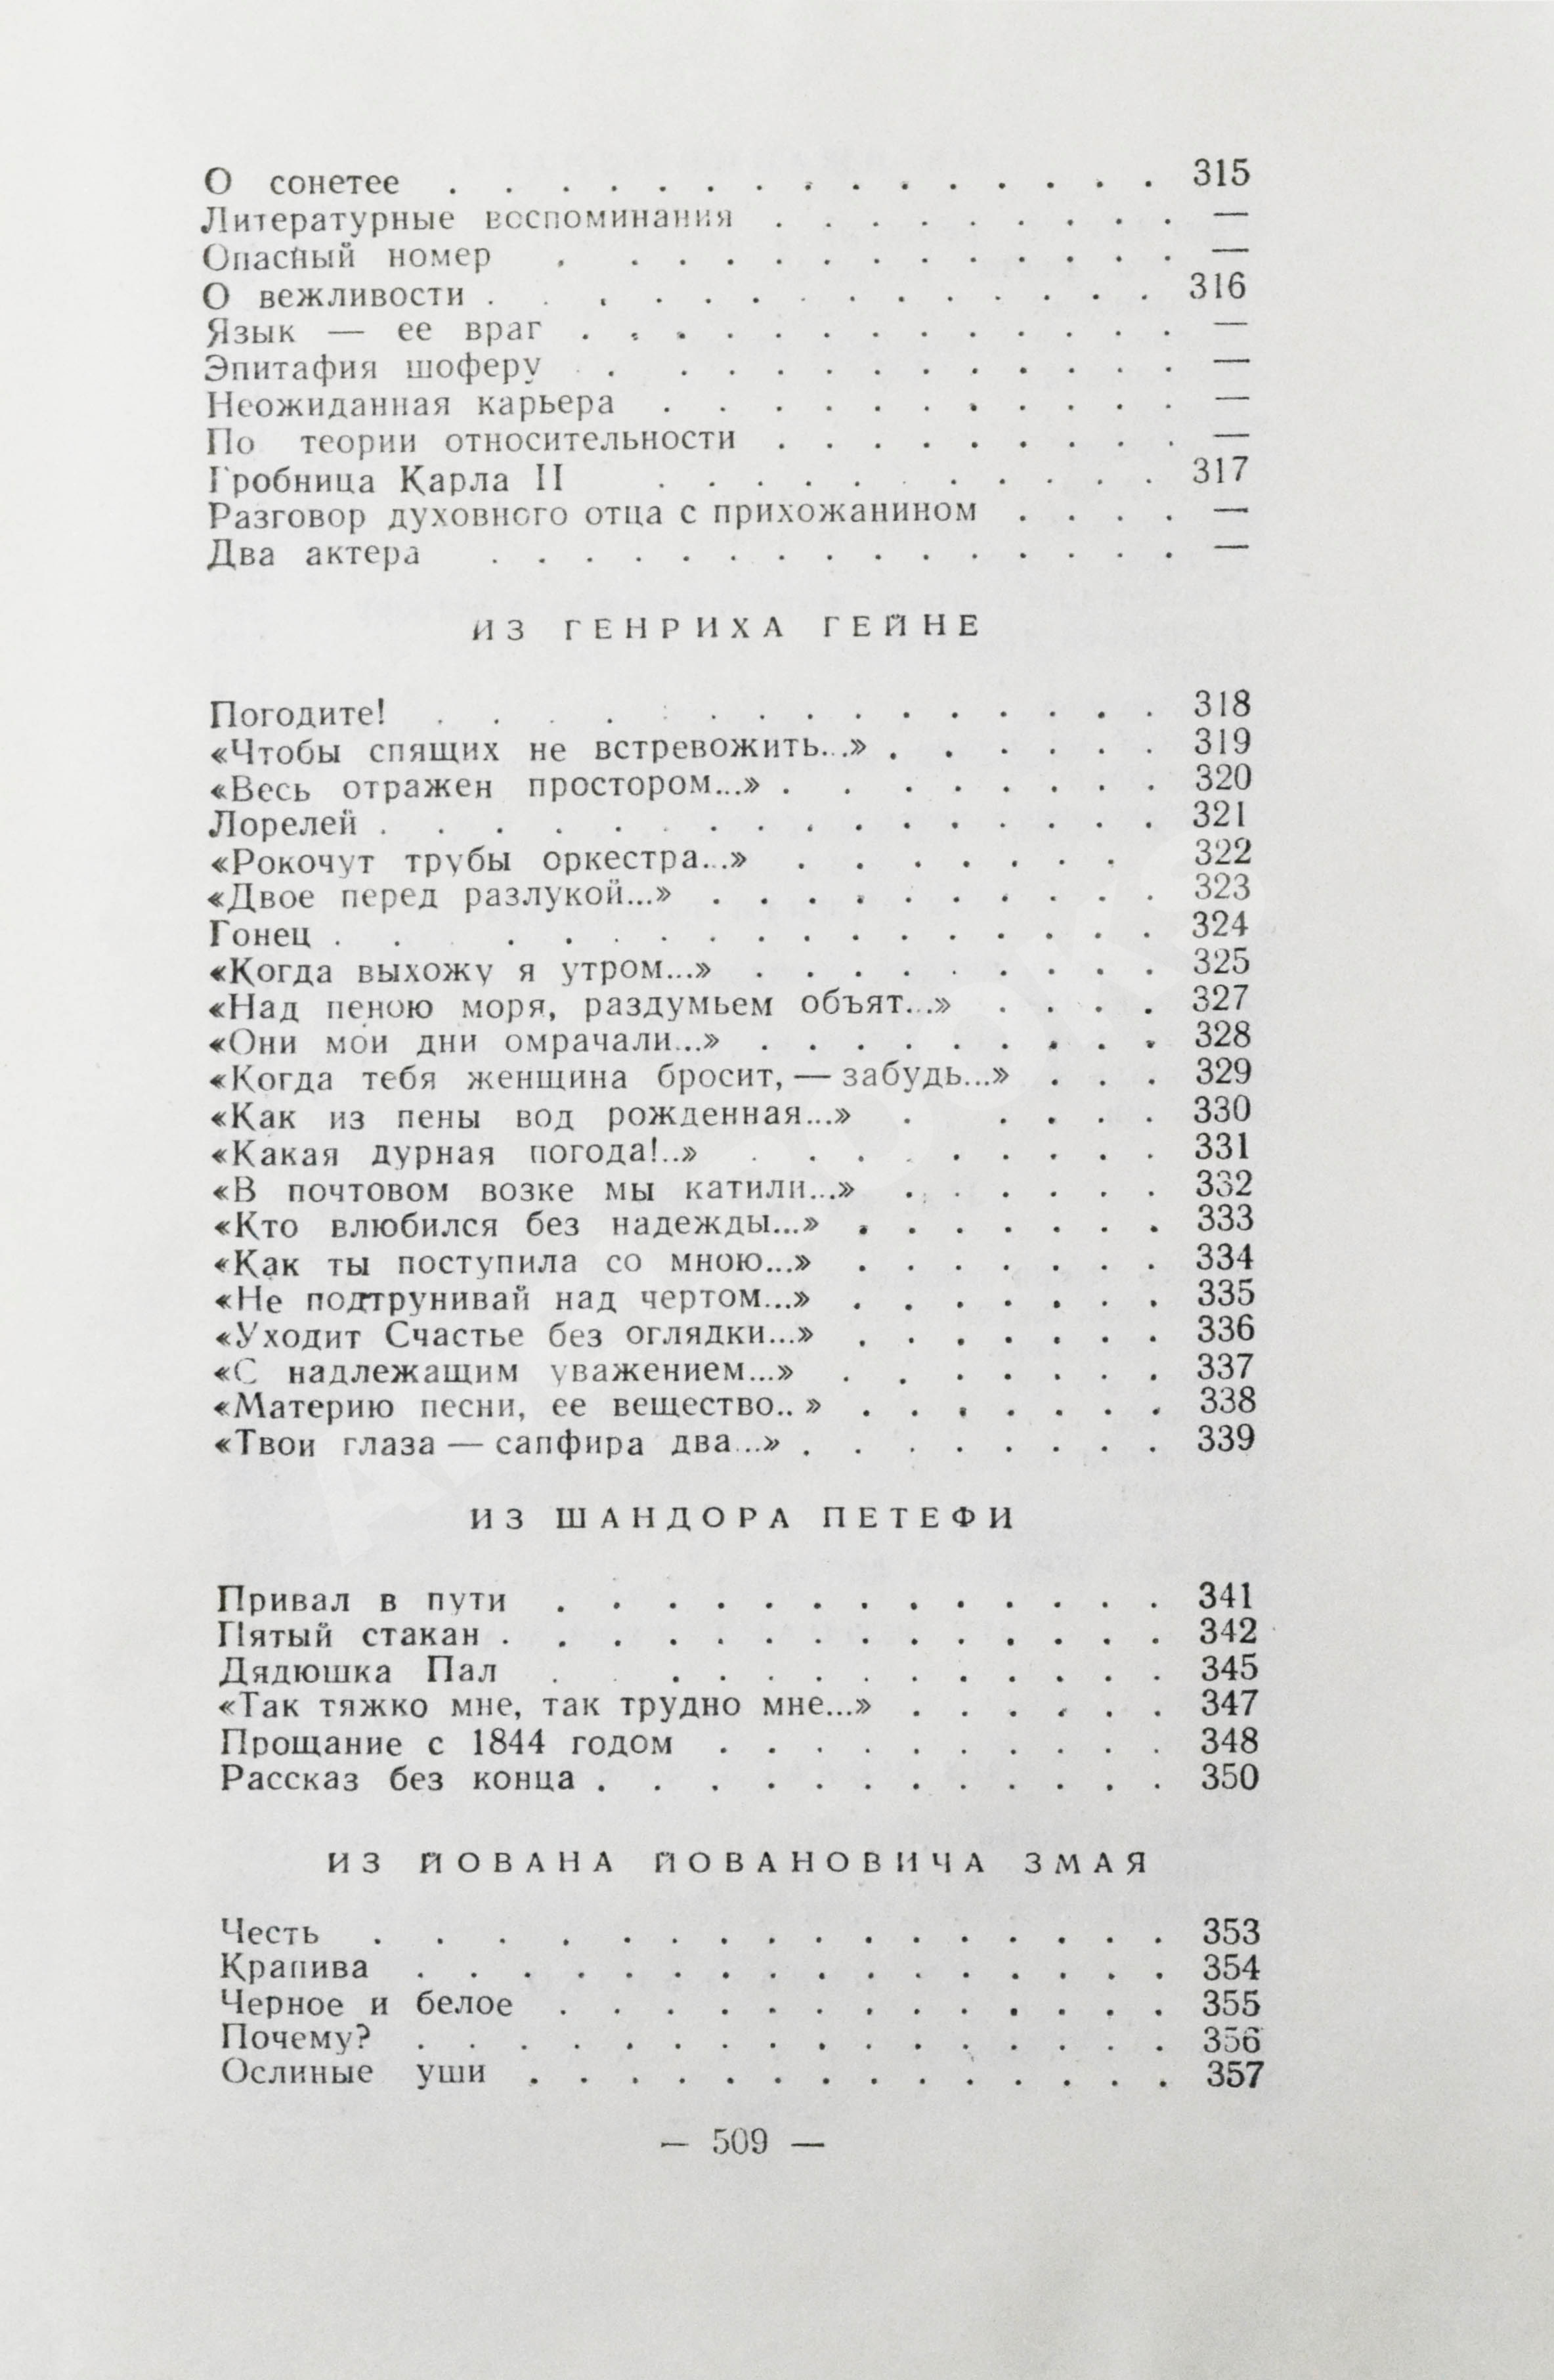 О сонетее . . . . . . . . . . . . . . 315
Литературные воспоминания . . . . . . . . . —
Опасный номер . . . . . . . . . . . . . —
О вежливости . . . . . . . . . . . . . 316
Язык — ее враг . . . . . . . . . . . . . —
Эпитафия шоферу . . . . . . . . . . . . —
Неожиданная карьера . . . . . . . . . . . —
По теории относительности . . . . . . . . . —
Гробница Карла II . . . . . . . . . . . 317
Разговор духовного отца с прихожанином . . . . —
Два актера . . . . . . . . . . . . . . . —
ИЗ ГЕНРИХА ГЕЙНЕ
Погодите! . . . . . . . . . . . . . . 318
«Чтобы спящих не встревожить...» . . . . . . 319
«Весь отражен простором...» . . . . . . . . 320
Лорелей . . . . . . . . . . . . . . . 321
«Рокочут трубы оркестра...» . . . . . . . 322
«Двое перед разлукой...» . . . . . . . . . . 323
Гонец . . . . . . . . . . . . . . . . 324
«Когда выхожу я утром...» . . . . . . . . . 325
«Над пеною моря, раздумьем объят...» . . . . 327
«Они мои дни омрачали...» . . . . . . . . . 328
«Когда тебя женщина бросит, — забудь...» . . . 329
«Как из пены вод рожденная...» . . . . . 330
«Какая дурная погода!..» . . . . . . . . . 331
«В почтовом возке мы катили...» . . . . . . 332
«Кто влюбился без надежды...» . . . . . . . 333
«Как ты поступила со мною...» . . . . . . . 334
«Не подтрунивай над чертом...» . . . . . . . 335
«Уходит Счастье без оглядки...» . . . . . . . 336
«С надлежащим уважением...» . . . . . . . 337
«Материю песни, ее вещество.. » . . . . . . . 338
«Твои глаза — сапфира два...» . . . . . . . . 339
ИЗ ШАНДОРА ПЕТЕФИ
Привал в пути . . . . . . . . . . . . 341
Пятый стакан . . . . . . . . . . . . . . 342
Дядюшка Пал . . . . . . . . . . . . . 345
«Так тяжко мне, так трудно мне...» . . . . . . 347
Прощание с 1844 годом . . . . . . . . . . 348
Рассказ без конца . . . . . . . . . . . . 350
ИЗ ЙОВАНА ЙОВАНОВИЧА ЗМАЯ
Честь . . . . . . . . . . . . . . . . 353
Крапива . . . . . . . . . . . . . . . . 354
Черное и белое . . . . . . . . . . . . . 355
Почему? . . . . . . . . . . . . . . . . 356
Ослиные уши . . . . . . . . . . . . . . 357
— 509 —